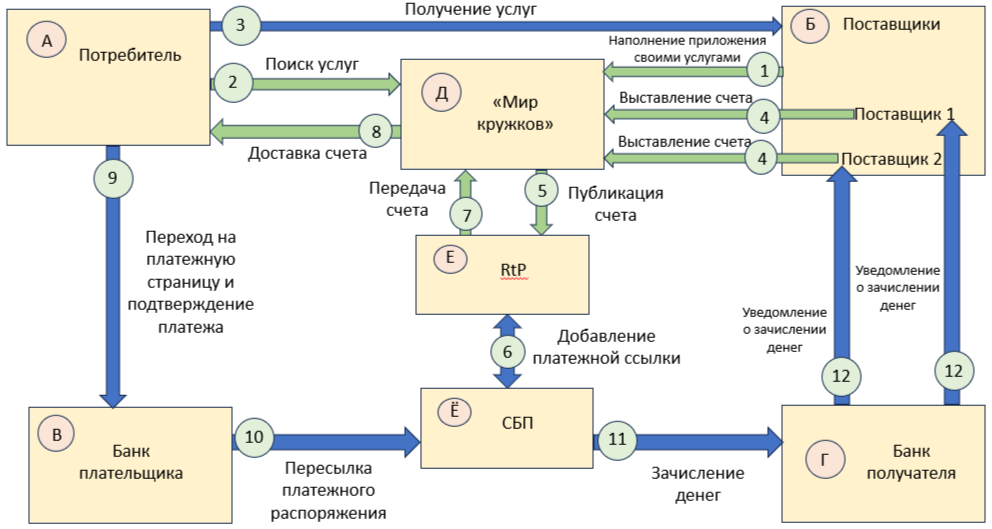 А
Потребитель
3
Получение услуг
Б
Поставщики
Наполнение приложения
своими услугами
1
Поиск услуг
2
Д
«Мир
кружков»
Выставление счета
4
Поставщик 1
8
Доставка счета
Выставление счета
4
Поставщик 2
9
Передача
счета
7
5
Публикация
счета
Переход на
платежную
страницу и
подтверждение
платежа
Е
RtP
6
Добавление
платежной ссылки
Уведомление
о зачислении
денег
Уведомление
о зачислении
денег
12
12
В
Банк
плательщика
10
Пересылка
платежного
распоряжения
Ё
СБП
11
Зачисление
денег
Г
Банк
получателя